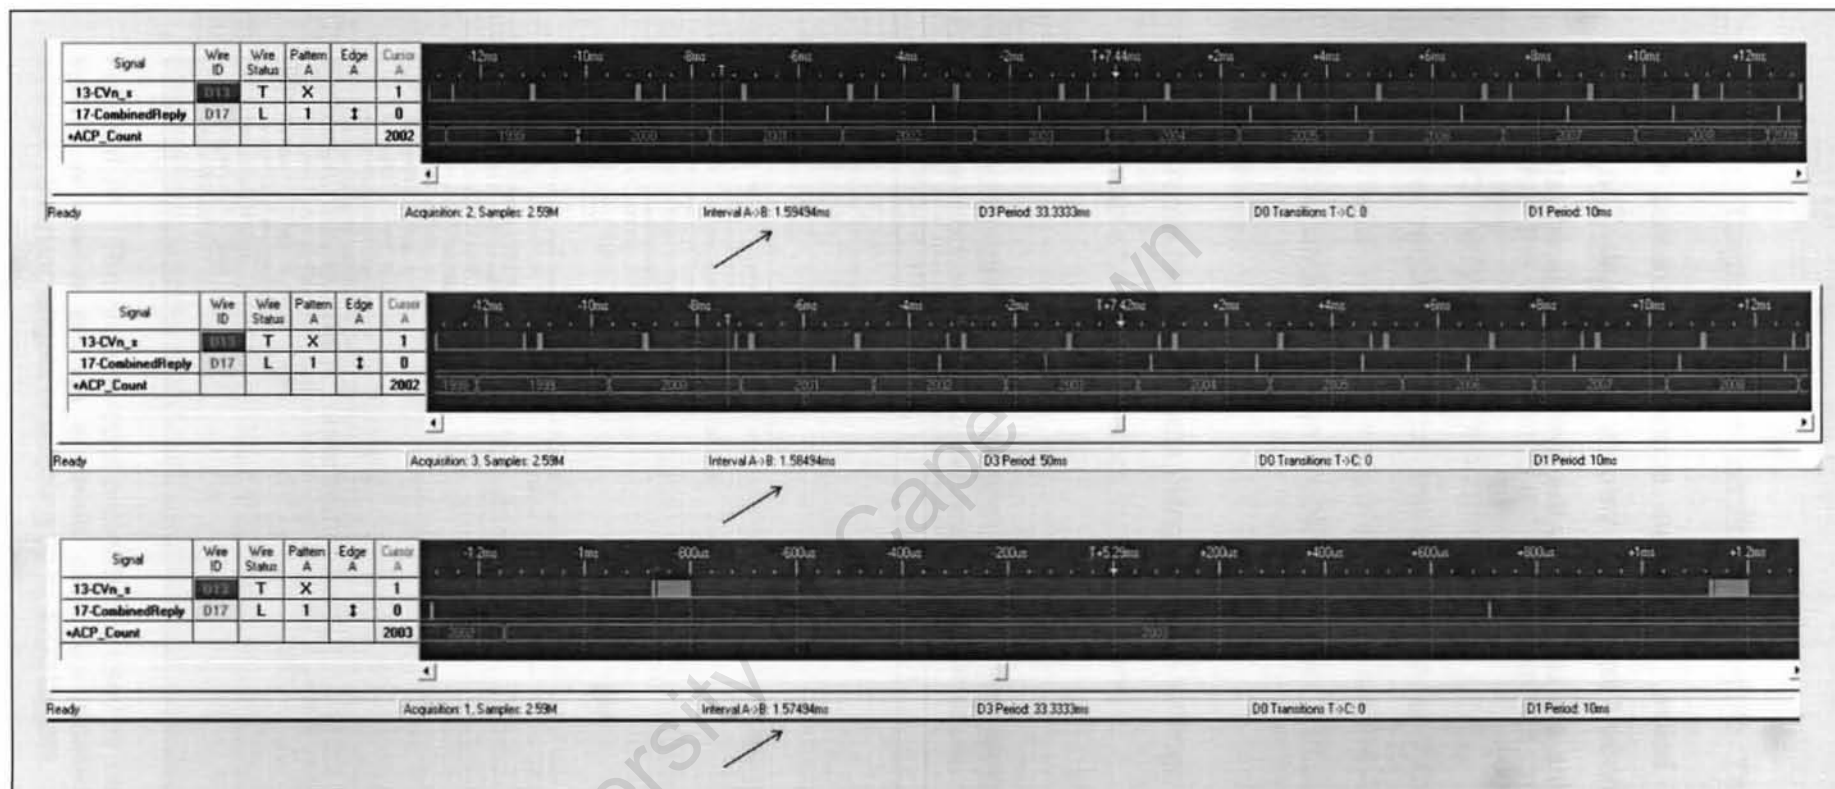 Signal Wire ID Wire Status Pattern A Edge A Cursor A -12ms -10ms -8ms -6ms -4ms -2ms T+7.44ms +2ms +4ms +6ms +8ms +10ms +12ms
13-CVn_x D13 T X 1
17-CombinedReply D17 L 1 ↕ 0
+ACP_Count 2002 1999 2000 2001 2002 2003 2004 2005 2006 2007 2008 2009
Ready Acquisition: 2, Samples: 2.59M Interval A->B: 1.59494ms D3 Period: 33.3333ms D0 Transitions T->C: 0 D1 Period: 10ms
Signal Wire ID Wire Status Pattern A Edge A Cursor A -12ms -10ms -8ms -6ms -4ms -2ms T+7.42ms +2ms +4ms +6ms +8ms +10ms +12ms
13-CVn_x D13 T X 1
17-CombinedReply D17 L 1 ↕ 0
+ACP_Count 2002 1998 1999 2000 2001 2002 2003 2004 2005 2006 2007 2008
Ready Acquisition: 3, Samples: 2.59M Interval A->B: 1.58494ms D3 Period: 50ms D0 Transitions T->C: 0 D1 Period: 10ms
Signal Wire ID Wire Status Pattern A Edge A Cursor A -1.2ms -1ms -800us -600us -400us -200us T+5.29ms +200us +400us +600us +800us +1ms +1.2ms
13-CVn_x D13 T X 1
17-CombinedReply D17 L 1 ↕ 0
+ACP_Count 2003 2002 2003
Ready Acquisition: 1, Samples: 2.59M Interval A->B: 1.57494ms D3 Period: 33.3333ms D0 Transitions T->C: 0 D1 Period: 10ms
ersity Cape wn